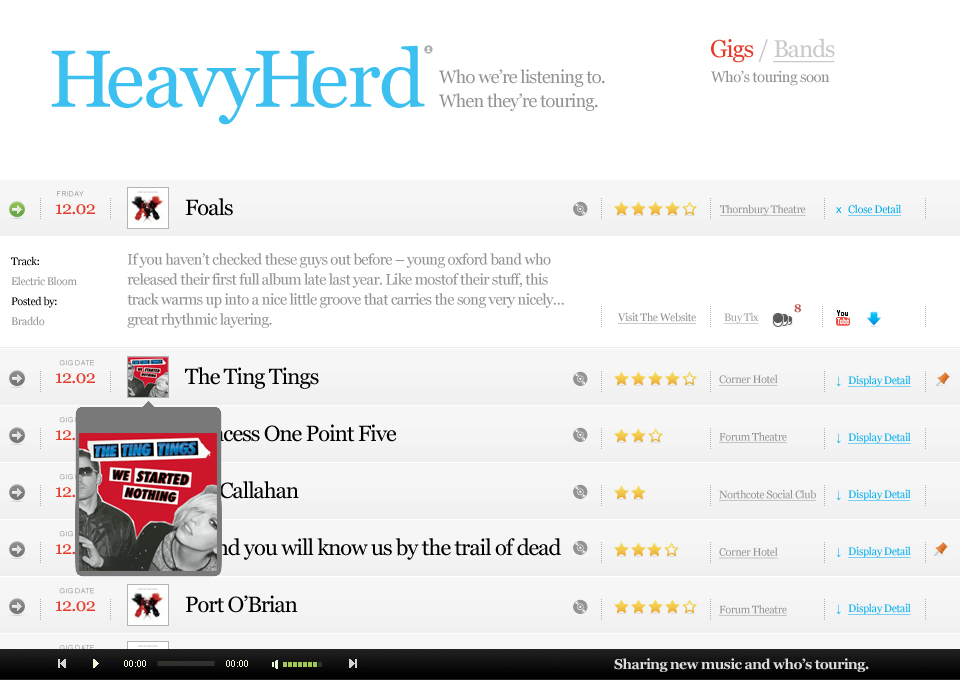 HeavyHerd
Who we're listening to.
When they're touring.
Gigs / Bands
Who's touring soon
FRIDAY
12.02
Foals
Thornbury Theatre
x Close Detail
Track:
Electric Bloom
Posted by:
Braddo
If you haven't checked these guys out before – young oxford band who
released their first full album late last year. Like mostof their stuff, this
track warms up into a nice little groove that carries the song very nicely...
great rhythmic layering.
Visit The Website
Buy Tix
8
You
Tube
GIG DATE
12.02
The Ting Tings
Corner Hotel
↓ Display Detail
GIG
12.
cess One Point Five
Forum Theatre
↓ Display Detail
THE TING TINGS
WE STARTED
NOTHING
GIG
12.
Callahan
Northcote Social Club
↓ Display Detail
GIG
12.
nd you will know us by the trail of dead
Corner Hotel
↓ Display Detail
GIG DATE
12.02
Port O'Brian
Forum Theatre
↓ Display Detail
GIG DATE
00:00
00:00
Sharing new music and who's touring.